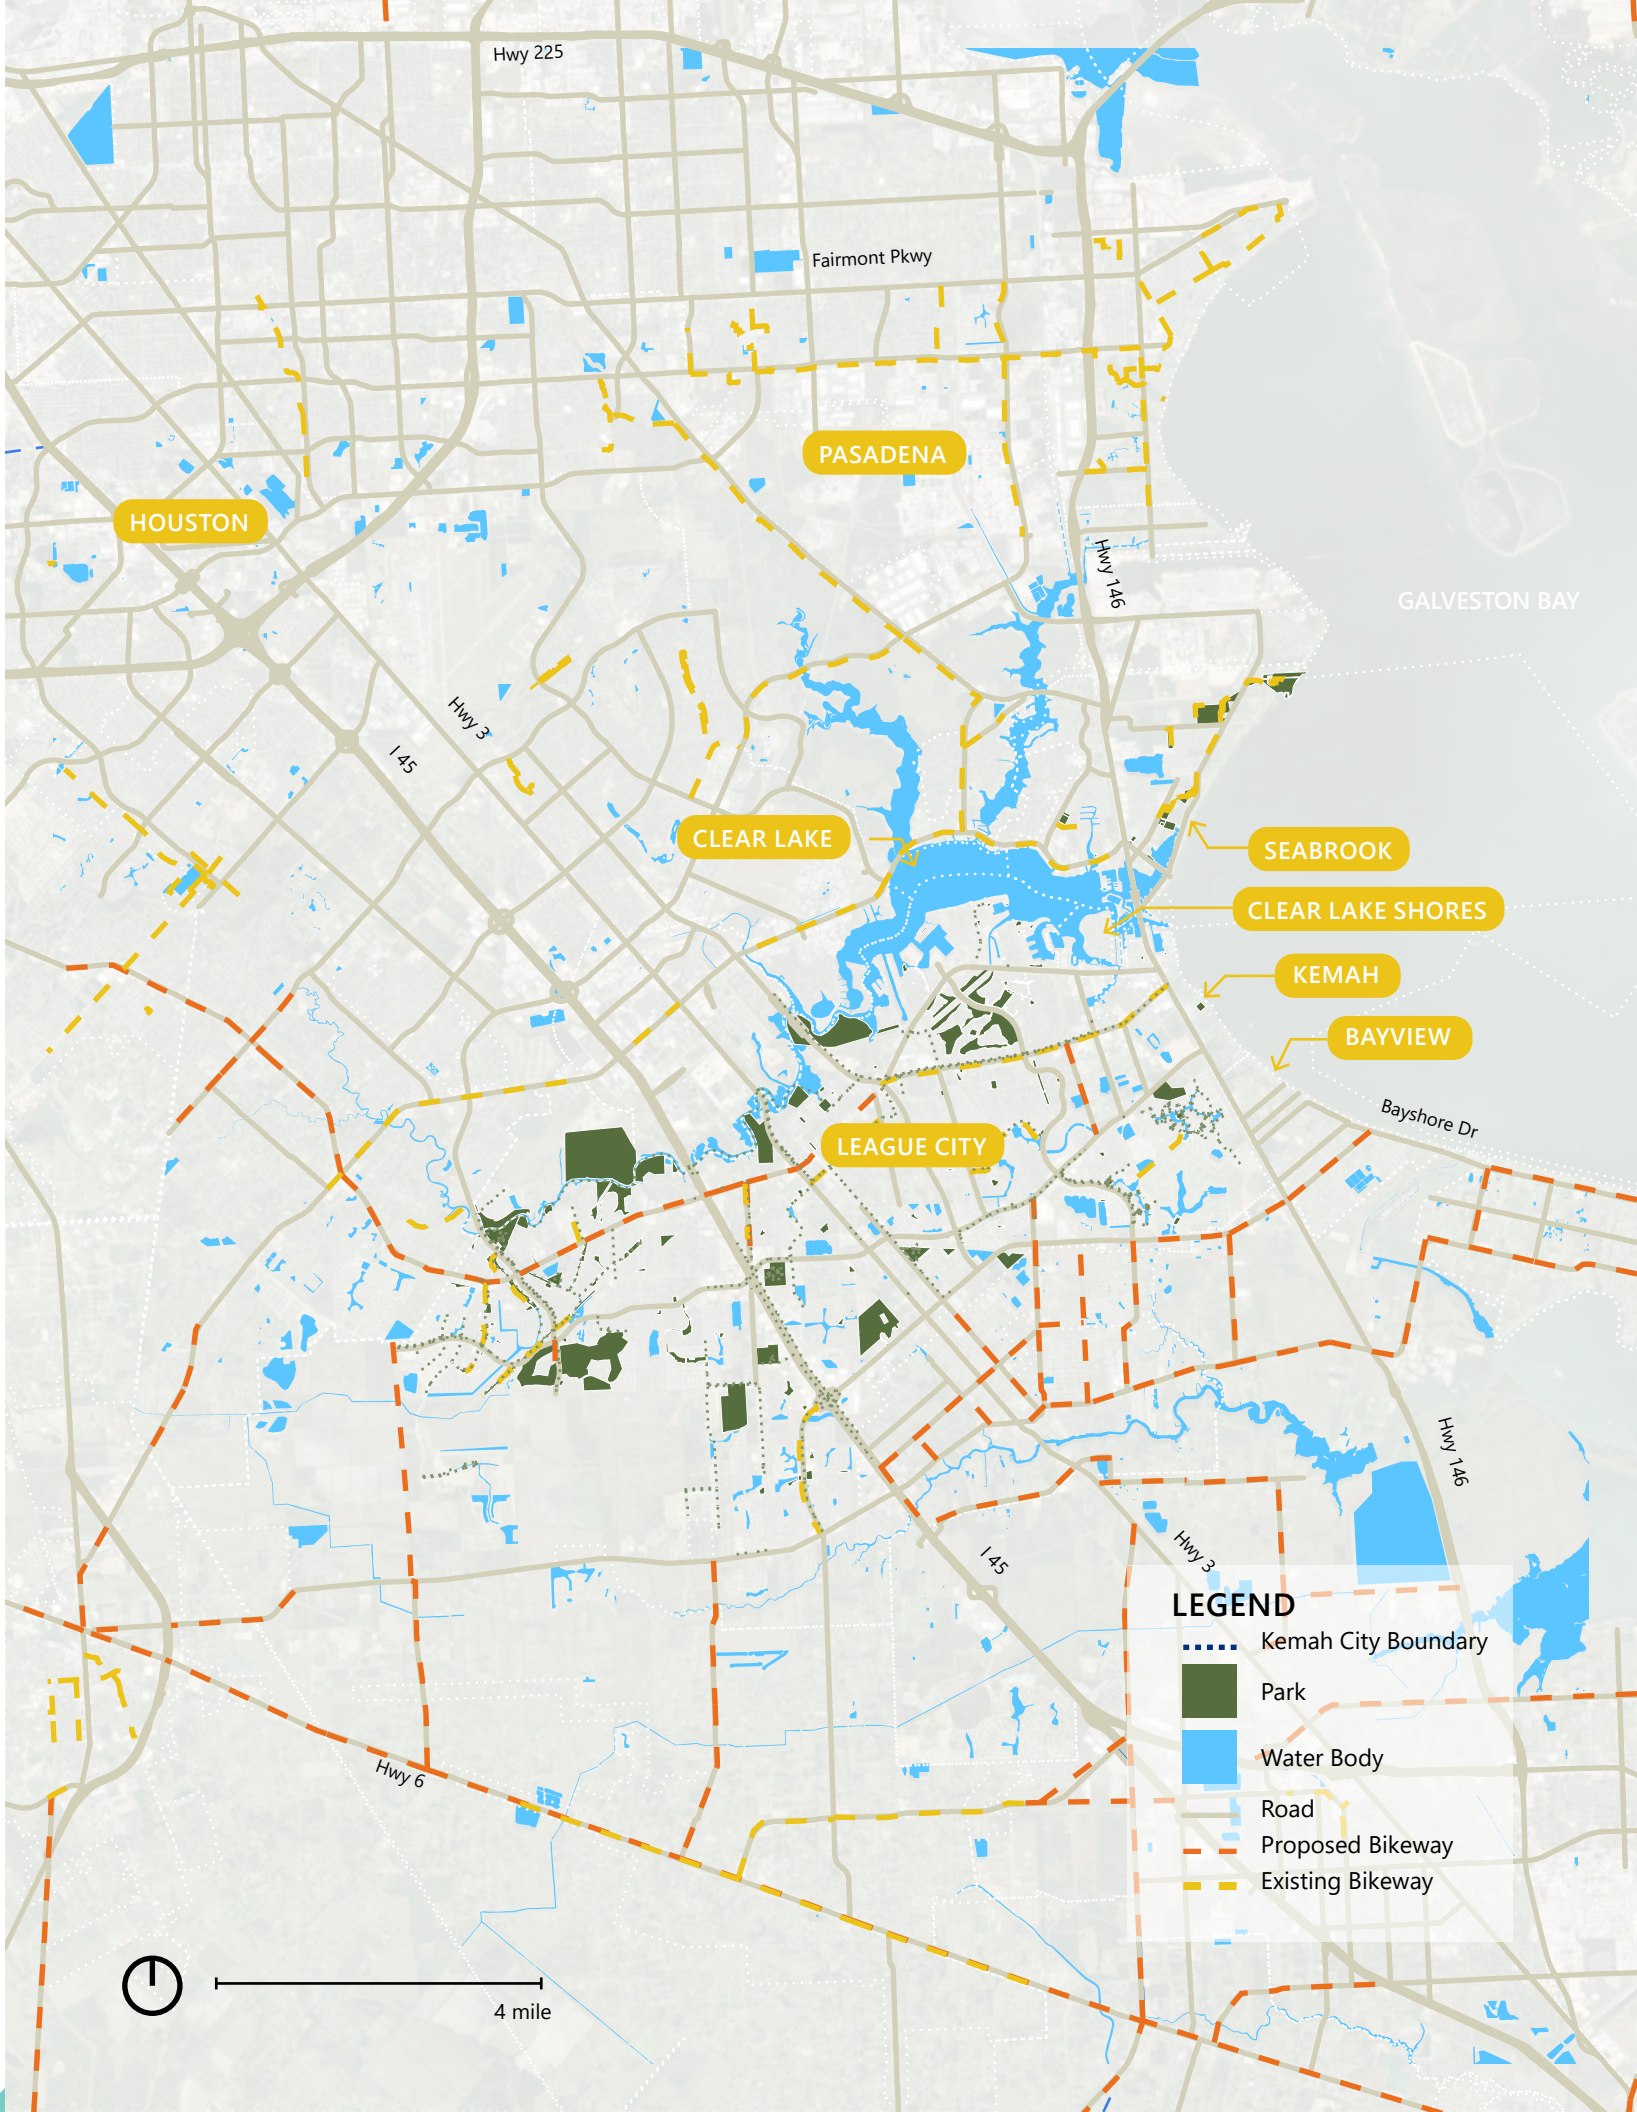 Hwy 225
Fairmont Pkwy
PASADENA
HOUSTON
Hwy 146
GALVESTON BAY
Hwy 3
I 45
CLEAR LAKE
SEABROOK
CLEAR LAKE SHORES
KEMAH
BAYVIEW
Bayshore Dr
LEAGUE CITY
Hwy 146
Hwy 3
I 45
LEGEND
Kemah City Boundary
Park
Water Body
Road
Proposed Bikeway
Existing Bikeway
Hwy 6
4 mile